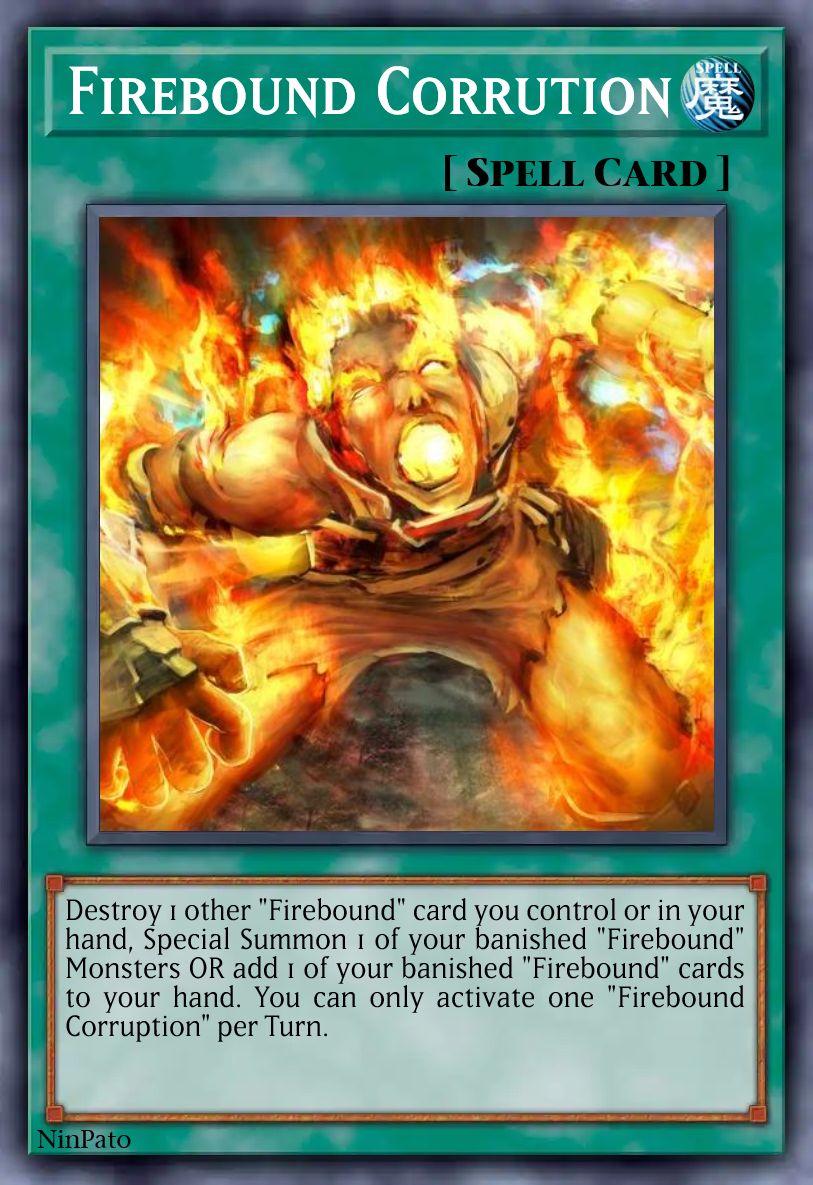 Firebound Corrution
SPELL
魔
[ Spell Card ]
Destroy 1 other "Firebound" card you control or in your
hand, Special Summon 1 of your banished "Firebound"
Monsters OR add 1 of your banished "Firebound" cards
to your hand. You can only activate one "Firebound
Corruption" per Turn.
NinPato